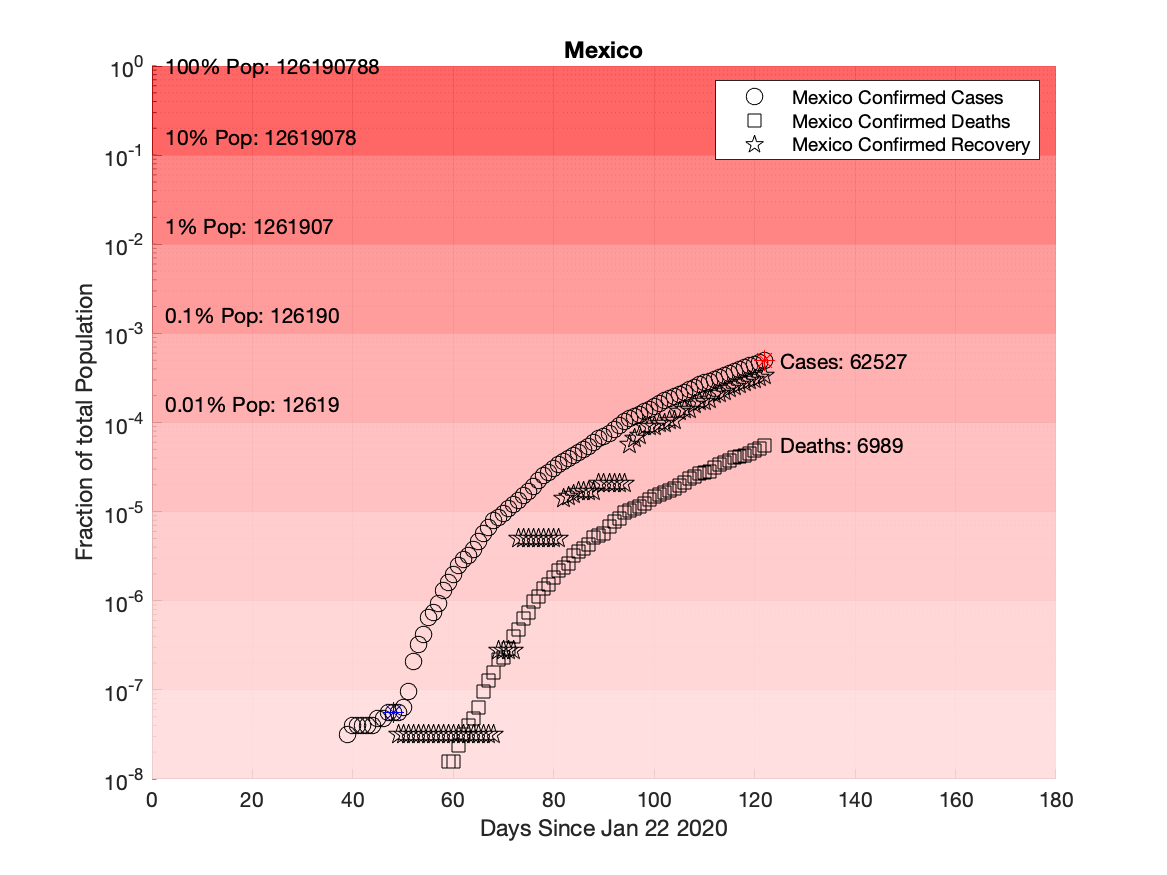 Mexico
10^0
100% Pop: 126190788
Mexico Confirmed Cases
Mexico Confirmed Deaths
Mexico Confirmed Recovery
10% Pop: 12619078
10^-1
1% Pop: 1261907
10^-2
0.1% Pop: 126190
10^-3
Cases: 62527
0.01% Pop: 12619
10^-4
Deaths: 6989
10^-5
10^-6
10^-7
10^-8
Fraction of total Population
0 20 40 60 80 100 120 140 160 180
Days Since Jan 22 2020